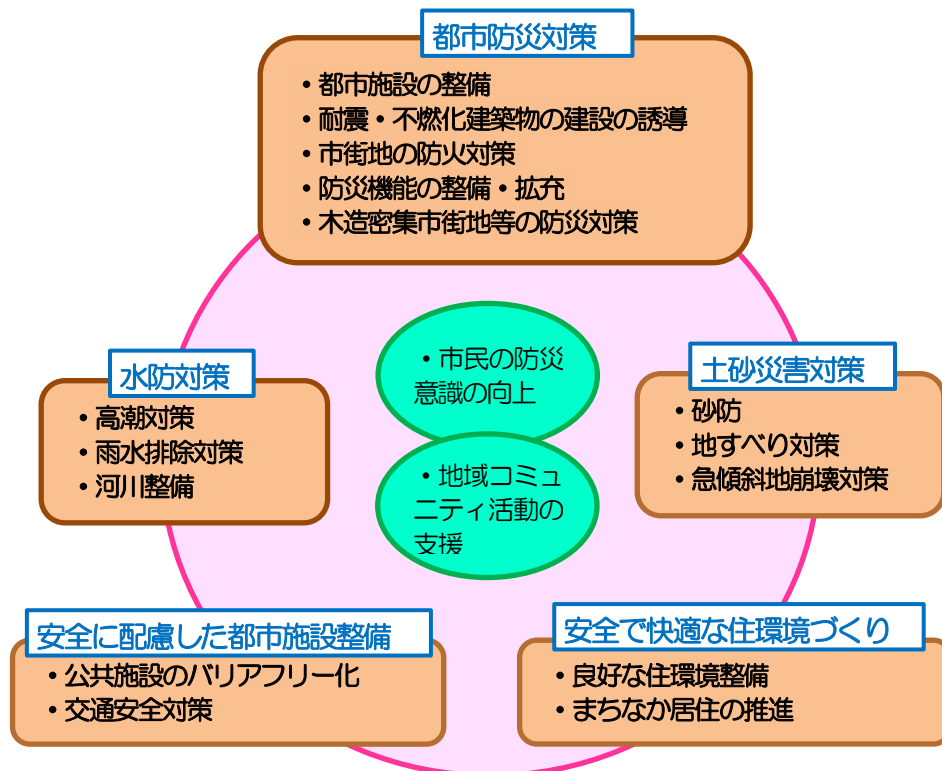 都市防災対策
・都市施設の整備
・耐震・不燃化建築物の建設の誘導
・市街地の防火対策
・防災機能の整備・拡充
・木造密集市街地等の防災対策
・市民の防災
意識の向上
・地域コミュ
ニティ活動の
支援
水防対策
・高潮対策
・雨水排除対策
・河川整備
土砂災害対策
・砂防
・地すべり対策
・急傾斜地崩壊対策
安全に配慮した都市施設整備
・公共施設のバリアフリー化
・交通安全対策
安全で快適な住環境づくり
・良好な住環境整備
・まちなか居住の推進